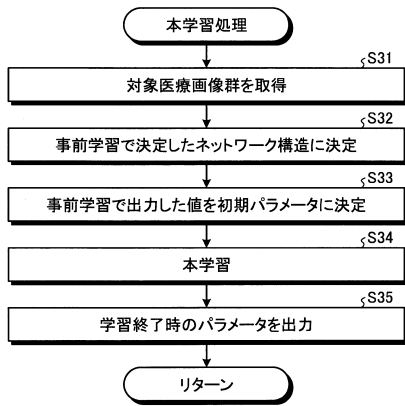 本学習処理
S31
対象医療画像群を取得
S32
事前学習で決定したネットワーク構造に決定
S33
事前学習で出力した値を初期パラメータに決定
S34
本学習
S35
学習終了時のパラメータを出力
リターン